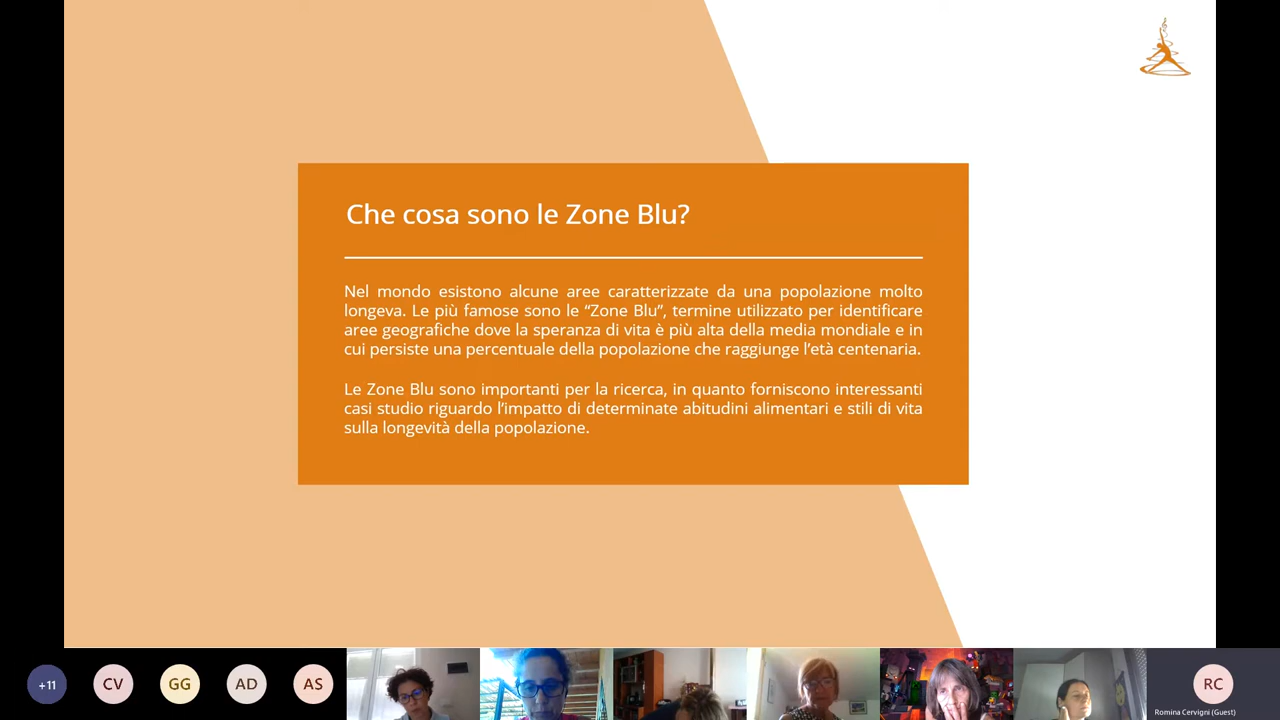 Che cosa sono le Zone Blu?
Nel mondo esistono alcune aree caratterizzate da una popolazione molto
longeva. Le più famose sono le “Zone Blu”, termine utilizzato per identificare
aree geografiche dove la speranza di vita è più alta della media mondiale e in
cui persiste una percentuale della popolazione che raggiunge l’età centenaria.
Le Zone Blu sono importanti per la ricerca, in quanto forniscono interessanti
casi studio riguardo l’impatto di determinate abitudini alimentari e stili di vita
sulla longevità della popolazione.
+11
CV
GG
AD
AS
RC
Romina Cervigni (Guest)